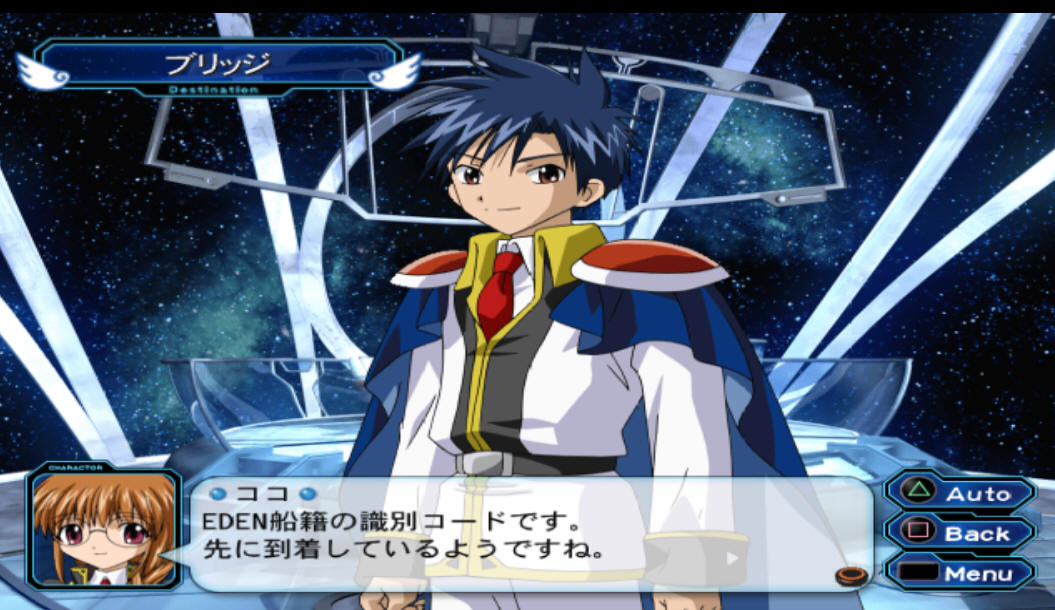 ブリッジ
Destination
CHARACTOR
ココ
EDEN船籍の識別コードです。
先に到着しているようですね。
Auto
Back
Menu